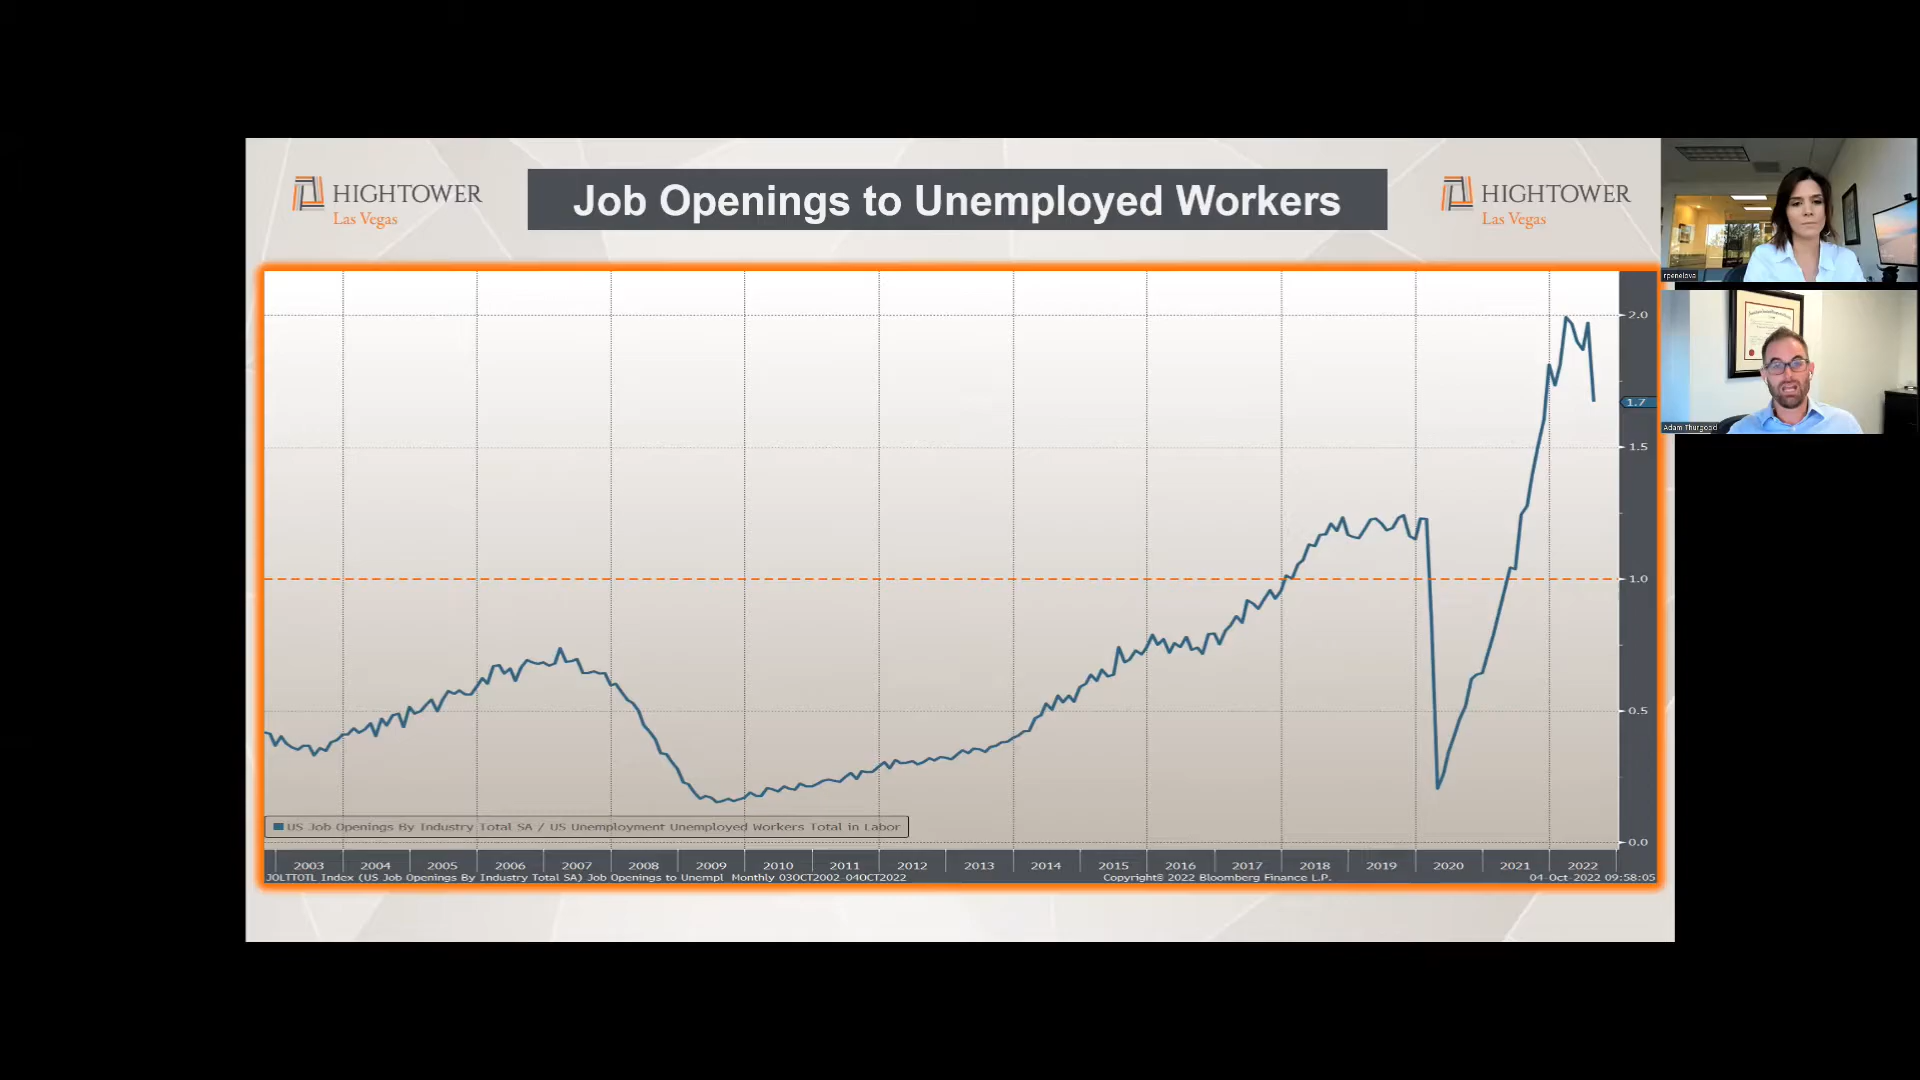 HIGHTOWER
Las Vegas
Job Openings to Unemployed Workers
HIGHTOWER
Las Vegas
rpenelova
Adam Thurgood
2.0
1.7
1.5
1.0
0.5
0.0
US Job Openings By Industry Total SA / US Unemployment Unemployed Workers Total in Labor
2003 2004 2005 2006 2007 2008 2009 2010 2011 2012 2013 2014 2015 2016 2017 2018 2019 2020 2021 2022
JOLTTOTL Index (US Job Openings By Industry Total SA) Job Openings to Unempl Monthly 03OCT2002-04OCT2022
Copyright© 2022 Bloomberg Finance L.P.
04-Oct-2022 09:58:05